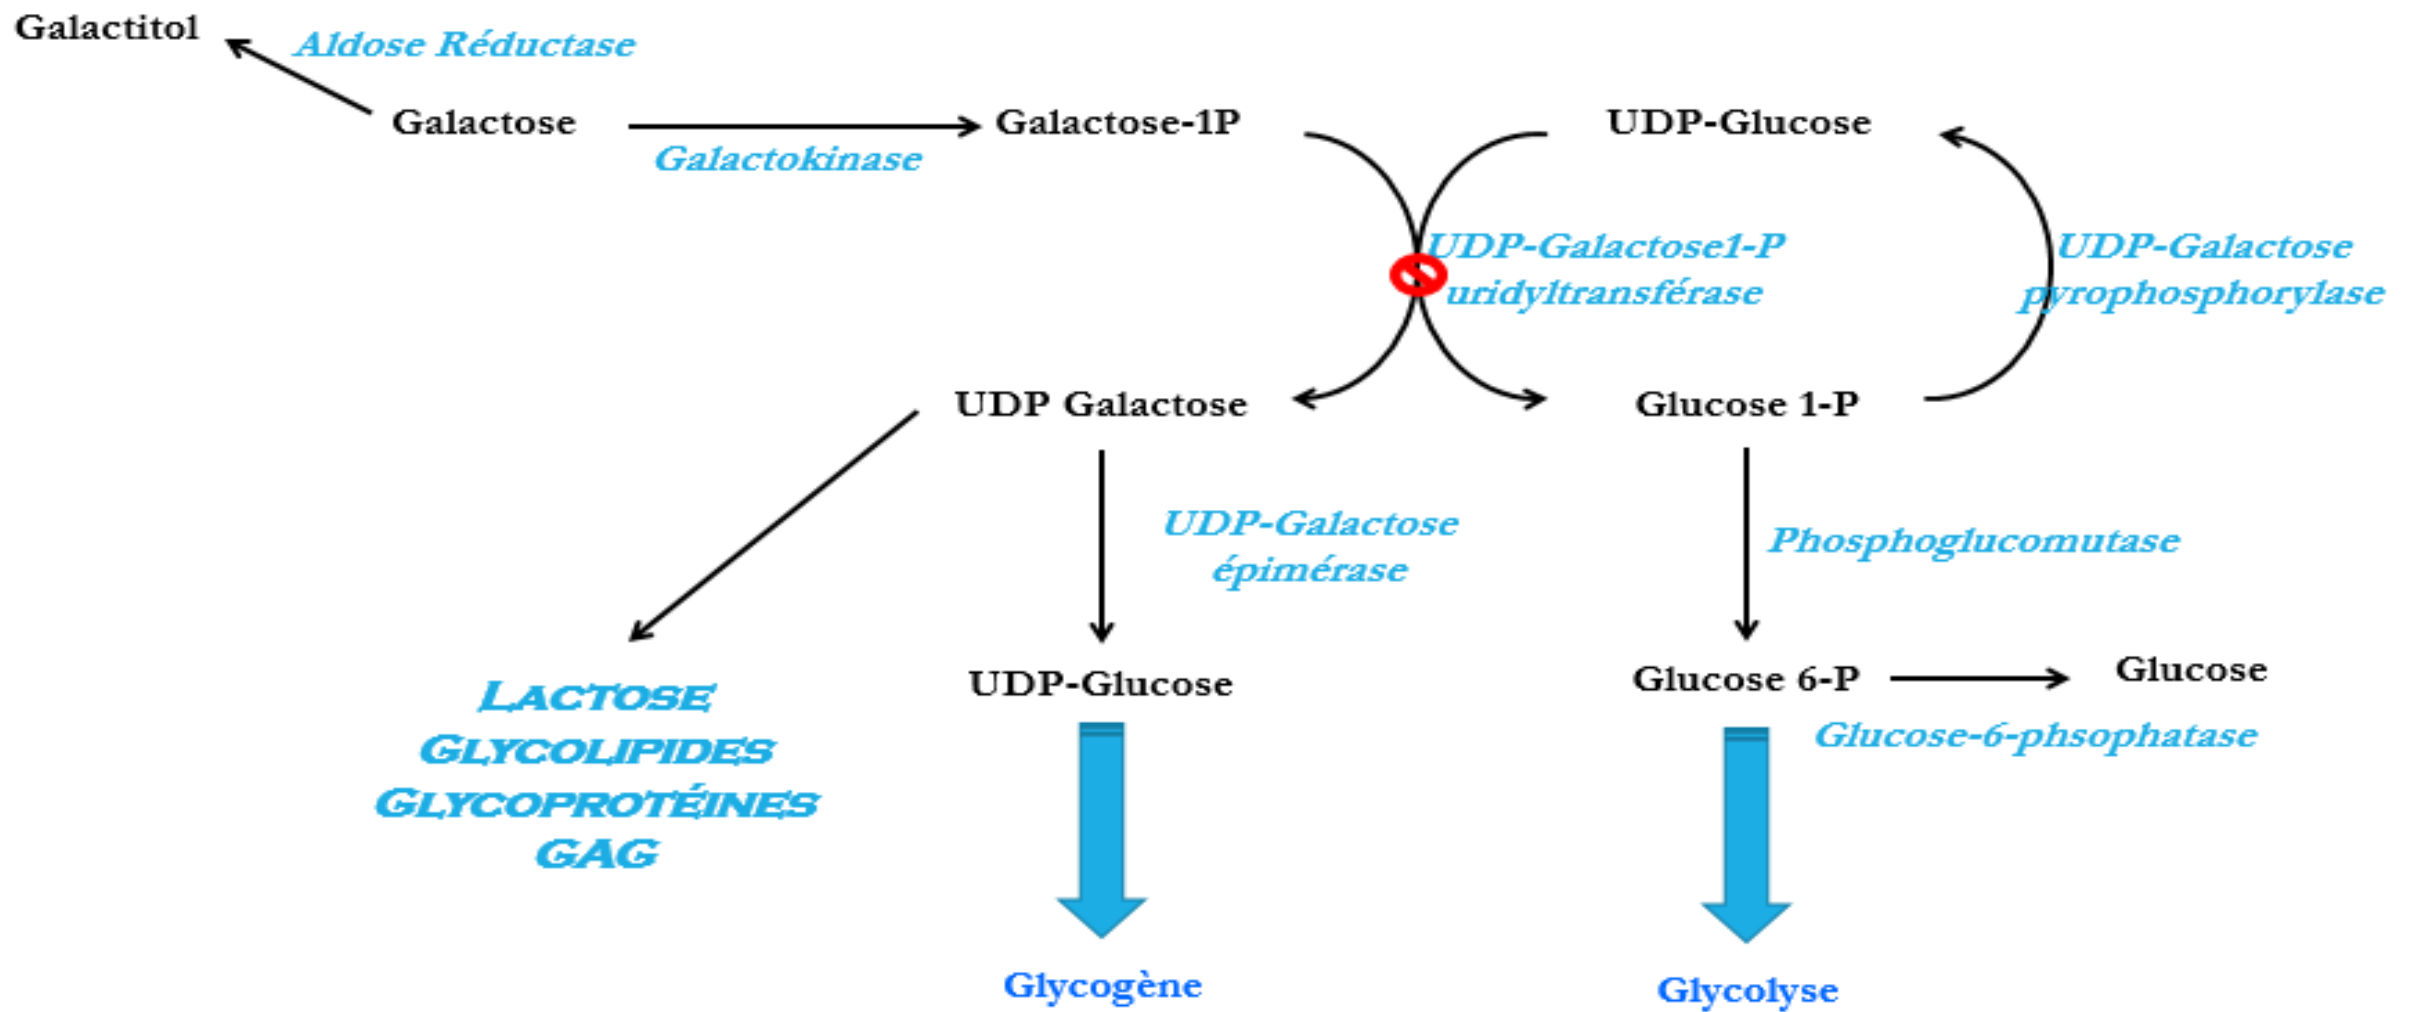 Galactitol
Aldose Réductase
Galactose
Galactose-1P
UDP-Glucose
Galactokinase
UDP-Galactose1-P
uridyltransférase
UDP-Galactose
pyrophosphorylase
UDP Galactose
Glucose 1-P
UDP-Galactose
épimérase
Phosphoglucomutase
LACTOSE
GLYCOLIPIDES
GLYCOPROTÉINES
GAG
UDP-Glucose
Glucose 6-P
Glucose
Glucose-6-phsophatase
Glycogène
Glycolyse